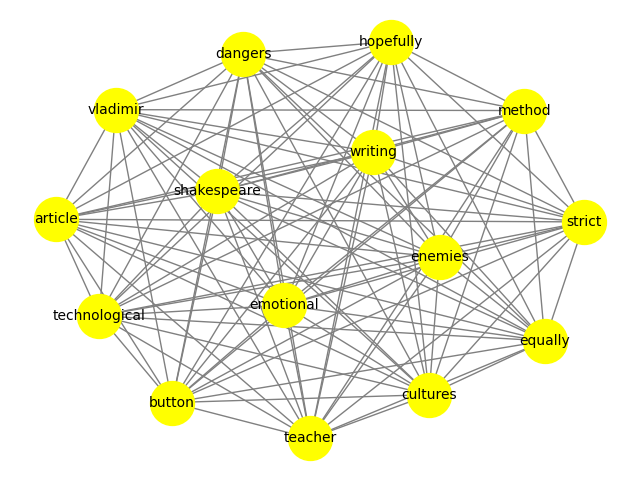 hopefully
dangers
vladimir
method
writing
shakespeare
article
strict
enemies
emotional
technological
equally
cultures
button
teacher